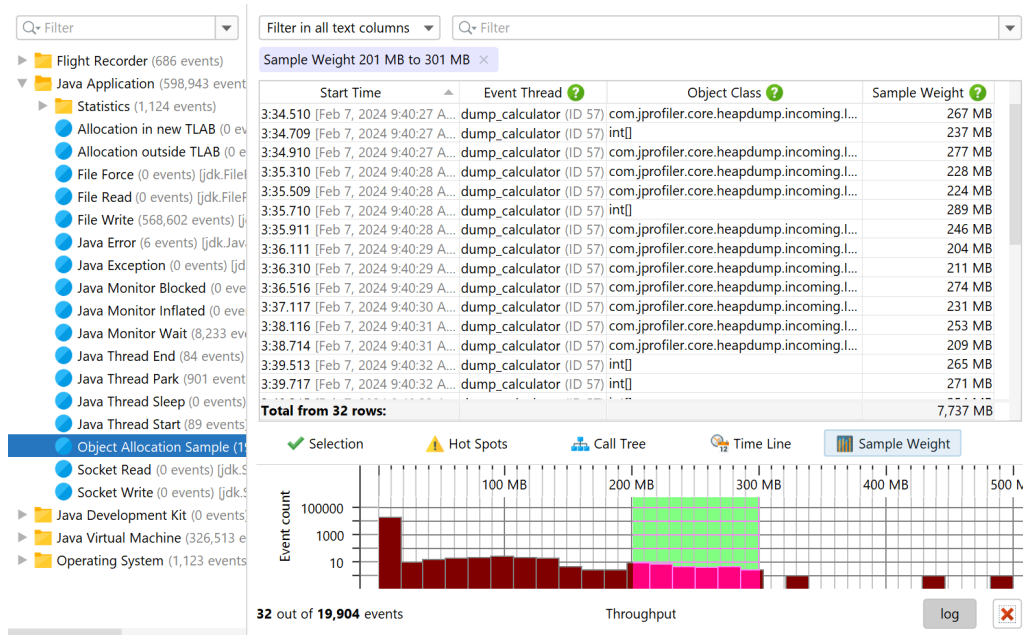 Filter
Flight Recorder (686 events)
Java Application (598,943 event
Statistics (1,124 events)
Allocation in new TLAB (0 ev
Allocation outside TLAB (0 e
File Force (0 events) [jdk.FileF
File Read (0 events) [jdk.FileF
File Write (568,602 events) [j
Java Error (6 events) [jdk.Java
Java Exception (0 events) [jd
Java Monitor Blocked (0 eve
Java Monitor Inflated (0 eve
Java Monitor Wait (8,233 eve
Java Thread End (84 events)
Java Thread Park (901 event
Java Thread Sleep (0 events)
Java Thread Start (89 events)
Object Allocation Sample (19
Socket Read (0 events) [jdk.S
Socket Write (0 events) [jdk.S
Java Development Kit (0 events)
Java Virtual Machine (326,513 e
Operating System (1,123 events
Filter in all text columns Filter
Sample Weight 201 MB to 301 MB
Start Time Event Thread ? Object Class ? Sample Weight ?
3:34.510 [Feb 7, 2024 9:40:27 A... dump_calculator (ID 57) com.jprofiler.core.heapdump.incoming.I... 267 MB
3:34.709 [Feb 7, 2024 9:40:27 A... dump_calculator (ID 57) int[] 237 MB
3:34.910 [Feb 7, 2024 9:40:27 A... dump_calculator (ID 57) com.jprofiler.core.heapdump.incoming.I... 277 MB
3:35.310 [Feb 7, 2024 9:40:28 A... dump_calculator (ID 57) com.jprofiler.core.heapdump.incoming.I... 228 MB
3:35.509 [Feb 7, 2024 9:40:28 A... dump_calculator (ID 57) com.jprofiler.core.heapdump.incoming.I... 224 MB
3:35.710 [Feb 7, 2024 9:40:28 A... dump_calculator (ID 57) int[] 289 MB
3:35.911 [Feb 7, 2024 9:40:28 A... dump_calculator (ID 57) com.jprofiler.core.heapdump.incoming.I... 246 MB
3:36.111 [Feb 7, 2024 9:40:29 A... dump_calculator (ID 57) com.jprofiler.core.heapdump.incoming.I... 204 MB
3:36.310 [Feb 7, 2024 9:40:29 A... dump_calculator (ID 57) com.jprofiler.core.heapdump.incoming.I... 211 MB
3:36.516 [Feb 7, 2024 9:40:29 A... dump_calculator (ID 57) com.jprofiler.core.heapdump.incoming.I... 274 MB
3:37.117 [Feb 7, 2024 9:40:30 A... dump_calculator (ID 57) com.jprofiler.core.heapdump.incoming.I... 231 MB
3:38.116 [Feb 7, 2024 9:40:31 A... dump_calculator (ID 57) com.jprofiler.core.heapdump.incoming.I... 253 MB
3:38.714 [Feb 7, 2024 9:40:31 A... dump_calculator (ID 57) com.jprofiler.core.heapdump.incoming.I... 209 MB
3:39.513 [Feb 7, 2024 9:40:32 A... dump_calculator (ID 57) int[] 265 MB
3:39.717 [Feb 7, 2024 9:40:32 A... dump_calculator (ID 57) int[] 271 MB
Total from 32 rows: 7,737 MB
Selection Hot Spots Call Tree 12 Time Line Sample Weight
100 MB 200 MB 300 MB 400 MB 500 M
Event count
100000
1000
10
32 out of 19,904 events Throughput log